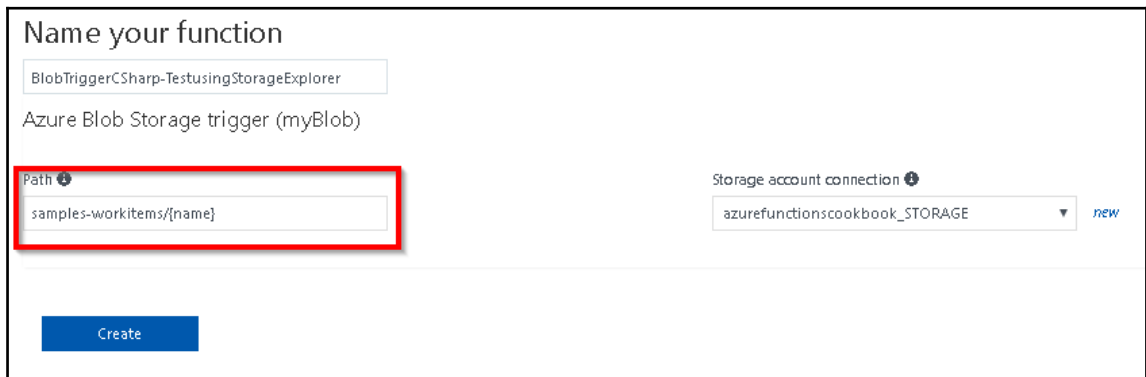 Name your function
BlobTriggerCSharp-TestusingStorageExplorer
Azure Blob Storage trigger (myBlob)
Path
samples-workitems/{name}
Storage account connection
azurefunctionscookbook_STORAGE
new
Create